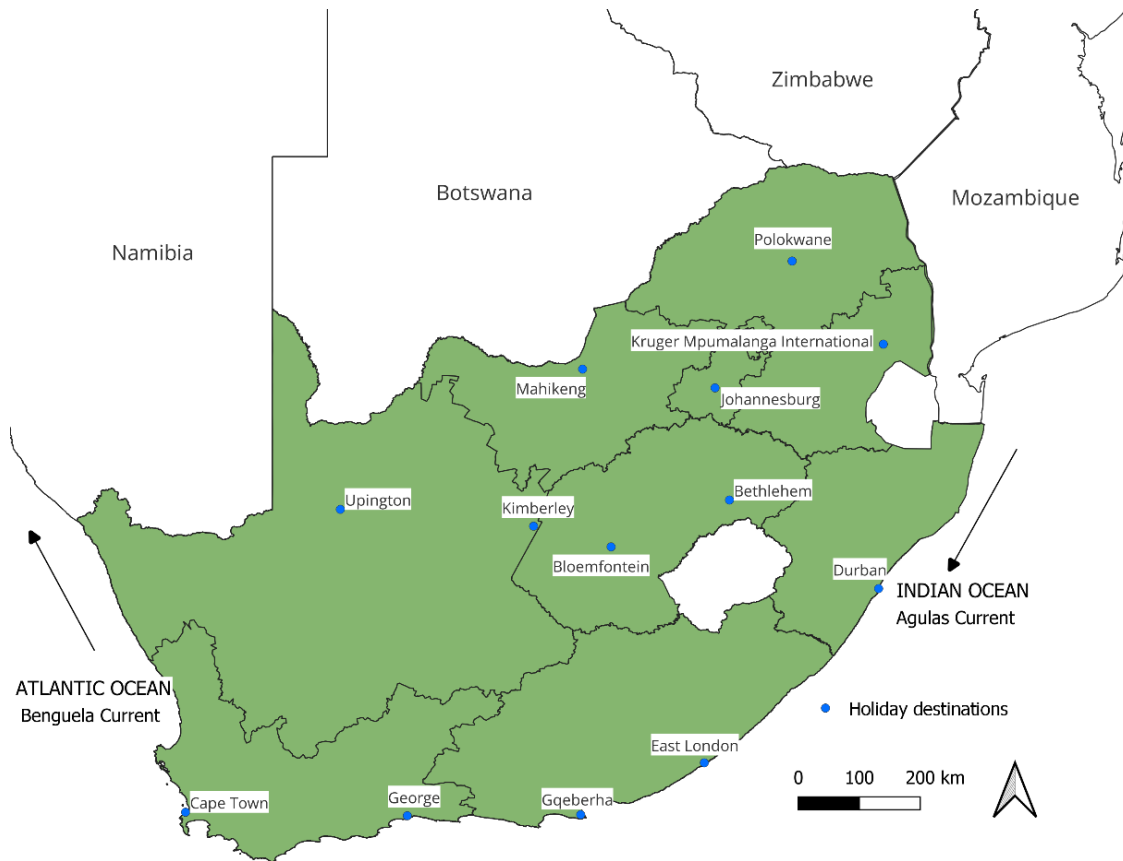 Zimbabwe
Botswana
Mozambique
Namibia
Polokwane
Kruger Mpumalanga International
Mahikeng
Johannesburg
Upington
Kimberley
Bethlehem
Bloemfontein
Durban
INDIAN OCEAN
Agulas Current
ATLANTIC OCEAN
Benguela Current
Holiday destinations
East London
Cape Town
George
Gqeberha
0 100 200 km